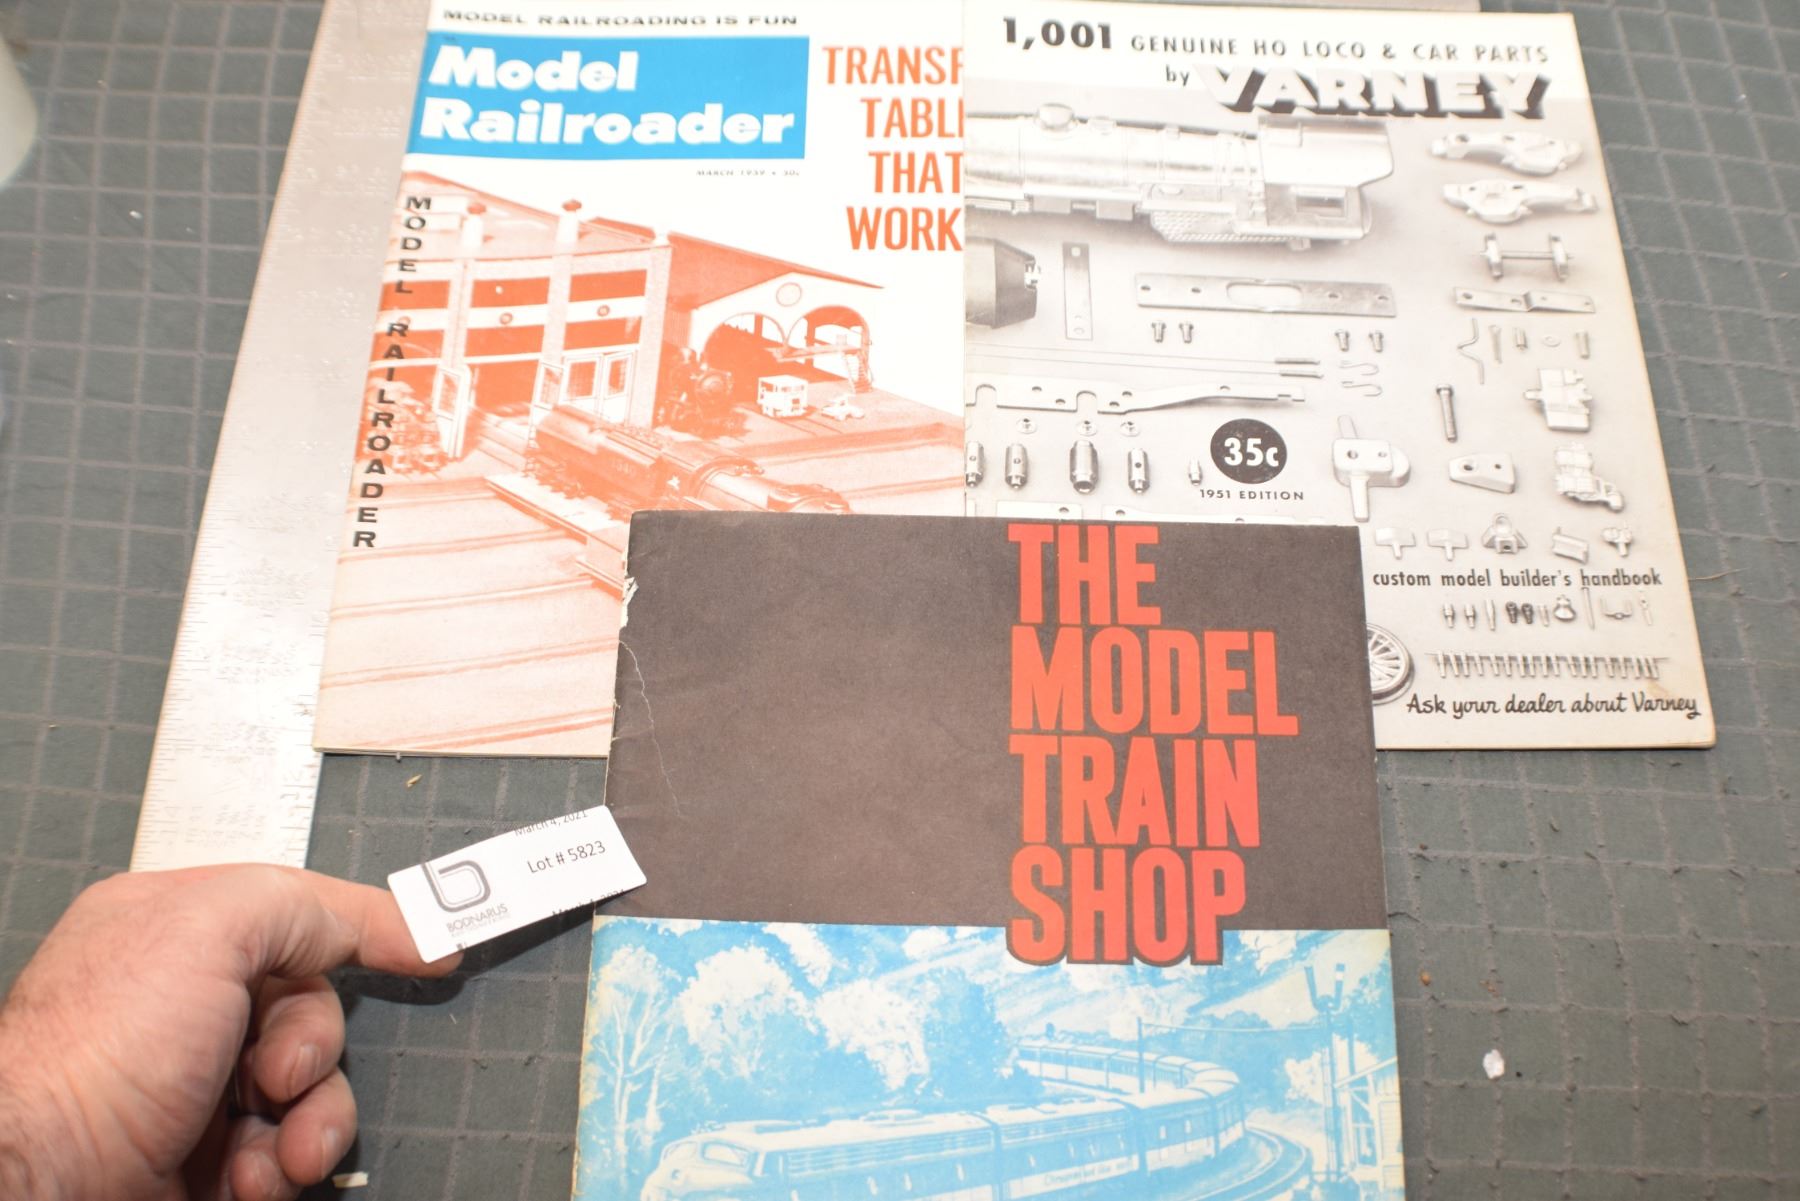 MODEL RAILROADING IS FUN
Model
Railroader
MARCH 1959 • 50c
TRANSF
TABL
THAT
WORK
MODEL RAILROADER
1540
1,001 GENUINE HO LOCO & CAR PARTS
by VARNEY
35c
1951 EDITION
custom model builder's handbook
Ask your dealer about Varney
THE
MODEL
TRAIN
SHOP
March 4, 2021
Lot # 5823
BODNARUS